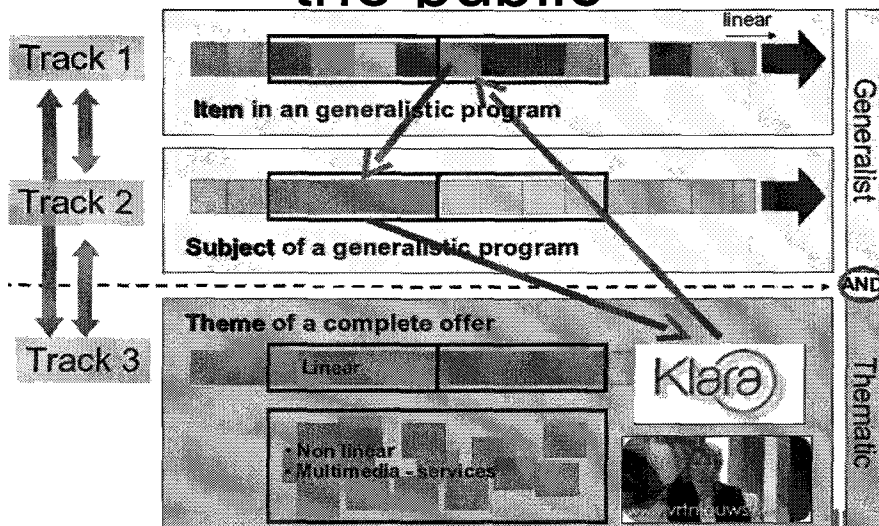 the public
linear
Track 1
Item in an generalistic program
Generalist
Track 2
Subject of a generalistic program
AND
Theme of a complete offer
Track 3
Linear
Klara
Thematic
• Non linear
• Multimedia - services
vrtnieuws